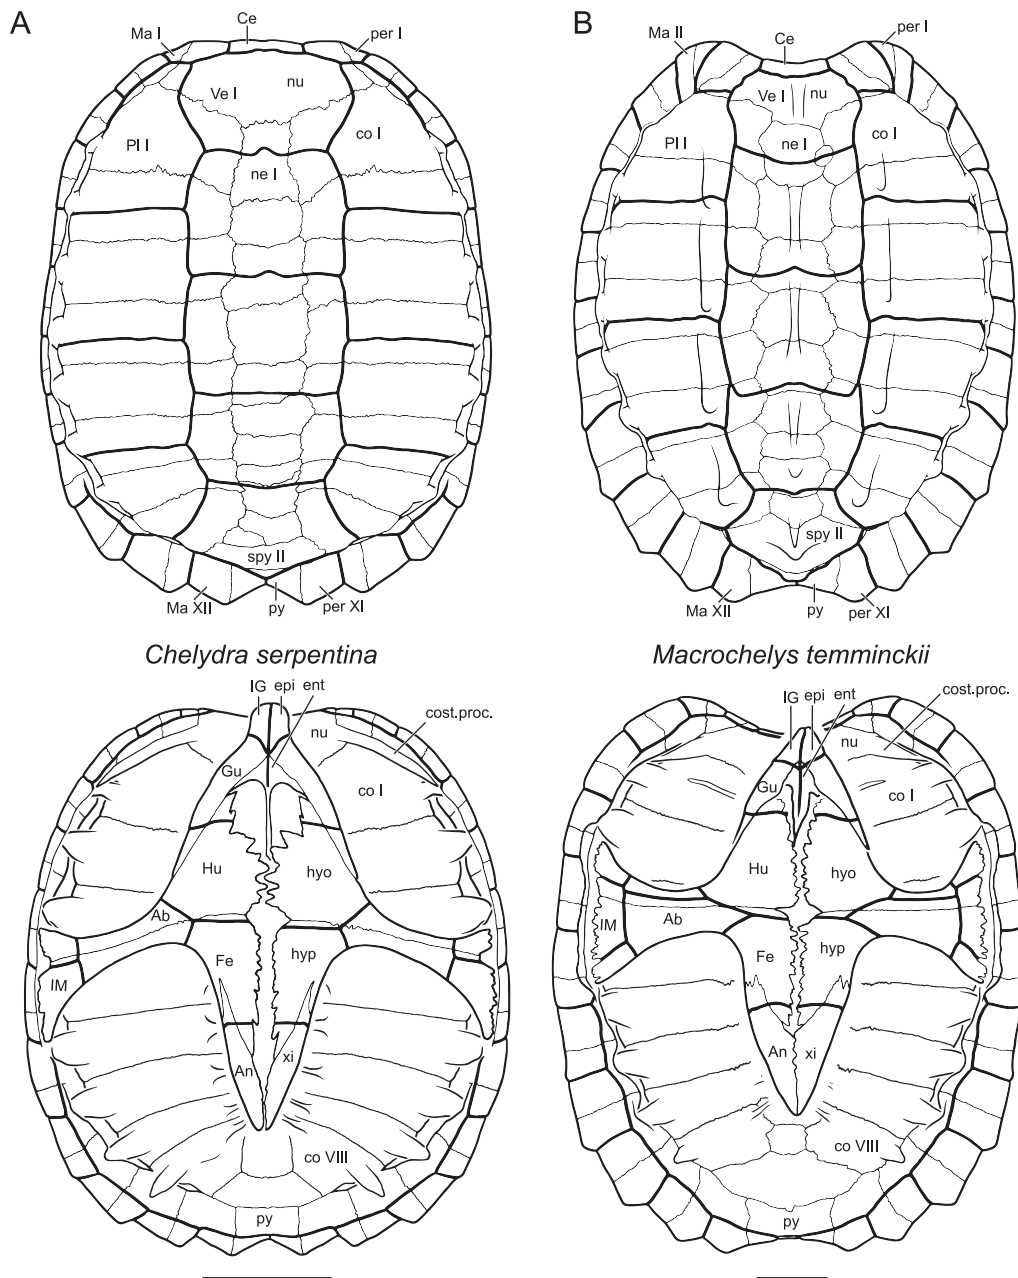 A
Ce
Ma I
per I
Ve I
nu
Pl I
co I
ne I
spy II
Ma XII
py
per XI
B
Ma II
Ce
per I
Ve I
nu
Pl I
ne I
co I
spy II
Ma XII
py
per XI
Chelydra serpentina
Macrochelys temminckii
IG epi ent
cost.proc.
nu
Gu
co I
Hu
hyo
Ab
Fe
hyp
IM
An
xi
co VIII
py
IG epi ent
cost.proc.
nu
Gu
co I
Hu
hyo
IM
Ab
Fe
hyp
An
xi
co VIII
py